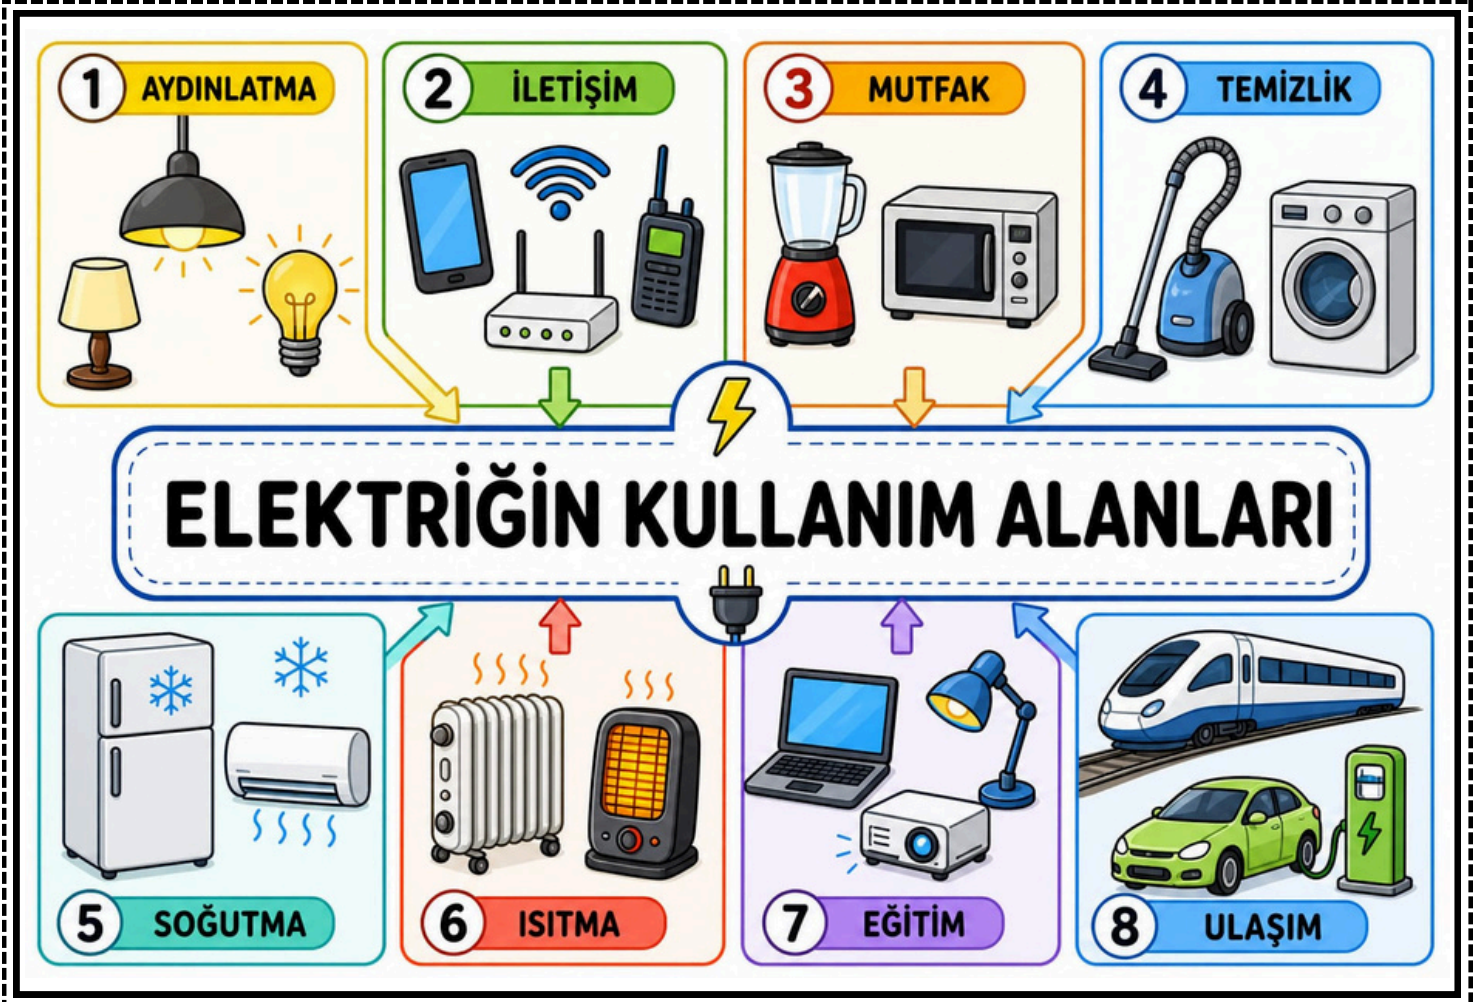 1 AYDINLATMA
2 İLETİŞİM
3 MUTFAK
4 TEMİZLİK
ELEKTRİĞİN KULLANIM ALANLARI
5 SOĞUTMA
6 ISITMA
7 EĞİTİM
8 ULAŞIM